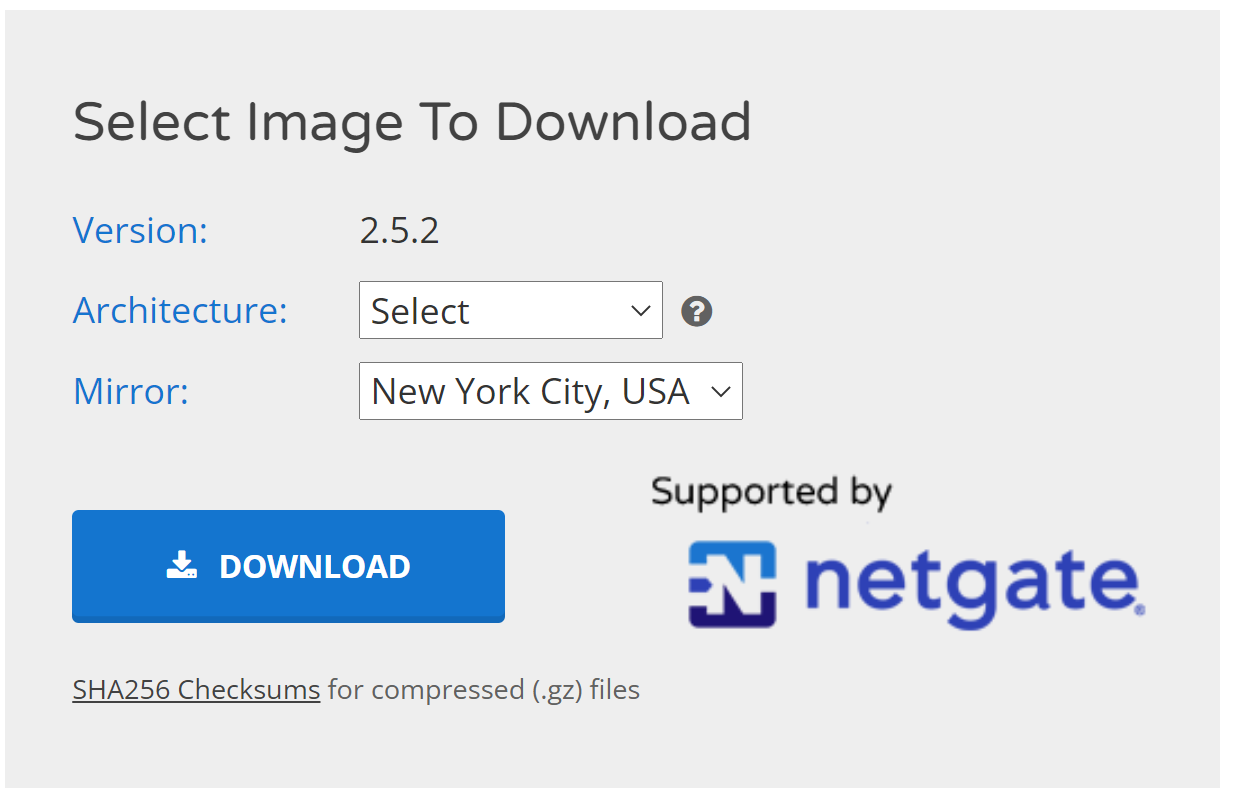 Select Image To Download
Version: 2.5.2
Architecture: Select ?
Mirror: New York City, USA
DOWNLOAD
Supported by
N netgate®
SHA256 Checksums for compressed (.gz) files